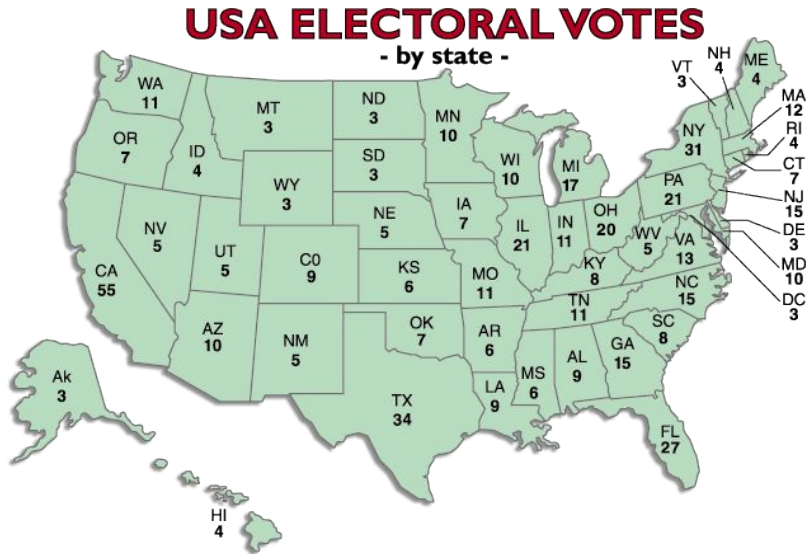 USA ELECTORAL VOTES
- by state -
WA
11
OR
7
ID
4
MT
3
ND
3
MN
10
SD
3
WY
3
WI
10
MI
17
NY
31
VT
3
NH
4
ME
4
MA
12
RI
4
CT
7
NJ
15
DE
3
MD
10
DC
3
PA
21
NV
5
UT
5
CA
55
C0
9
NE
5
IA
7
IL
21
IN
11
OH
20
WV
5
VA
13
KS
6
MO
11
KY
8
NC
15
TN
11
AZ
10
NM
5
OK
7
AR
6
SC
8
MS
6
AL
9
GA
15
LA
9
TX
34
FL
27
Ak
3
HI
4